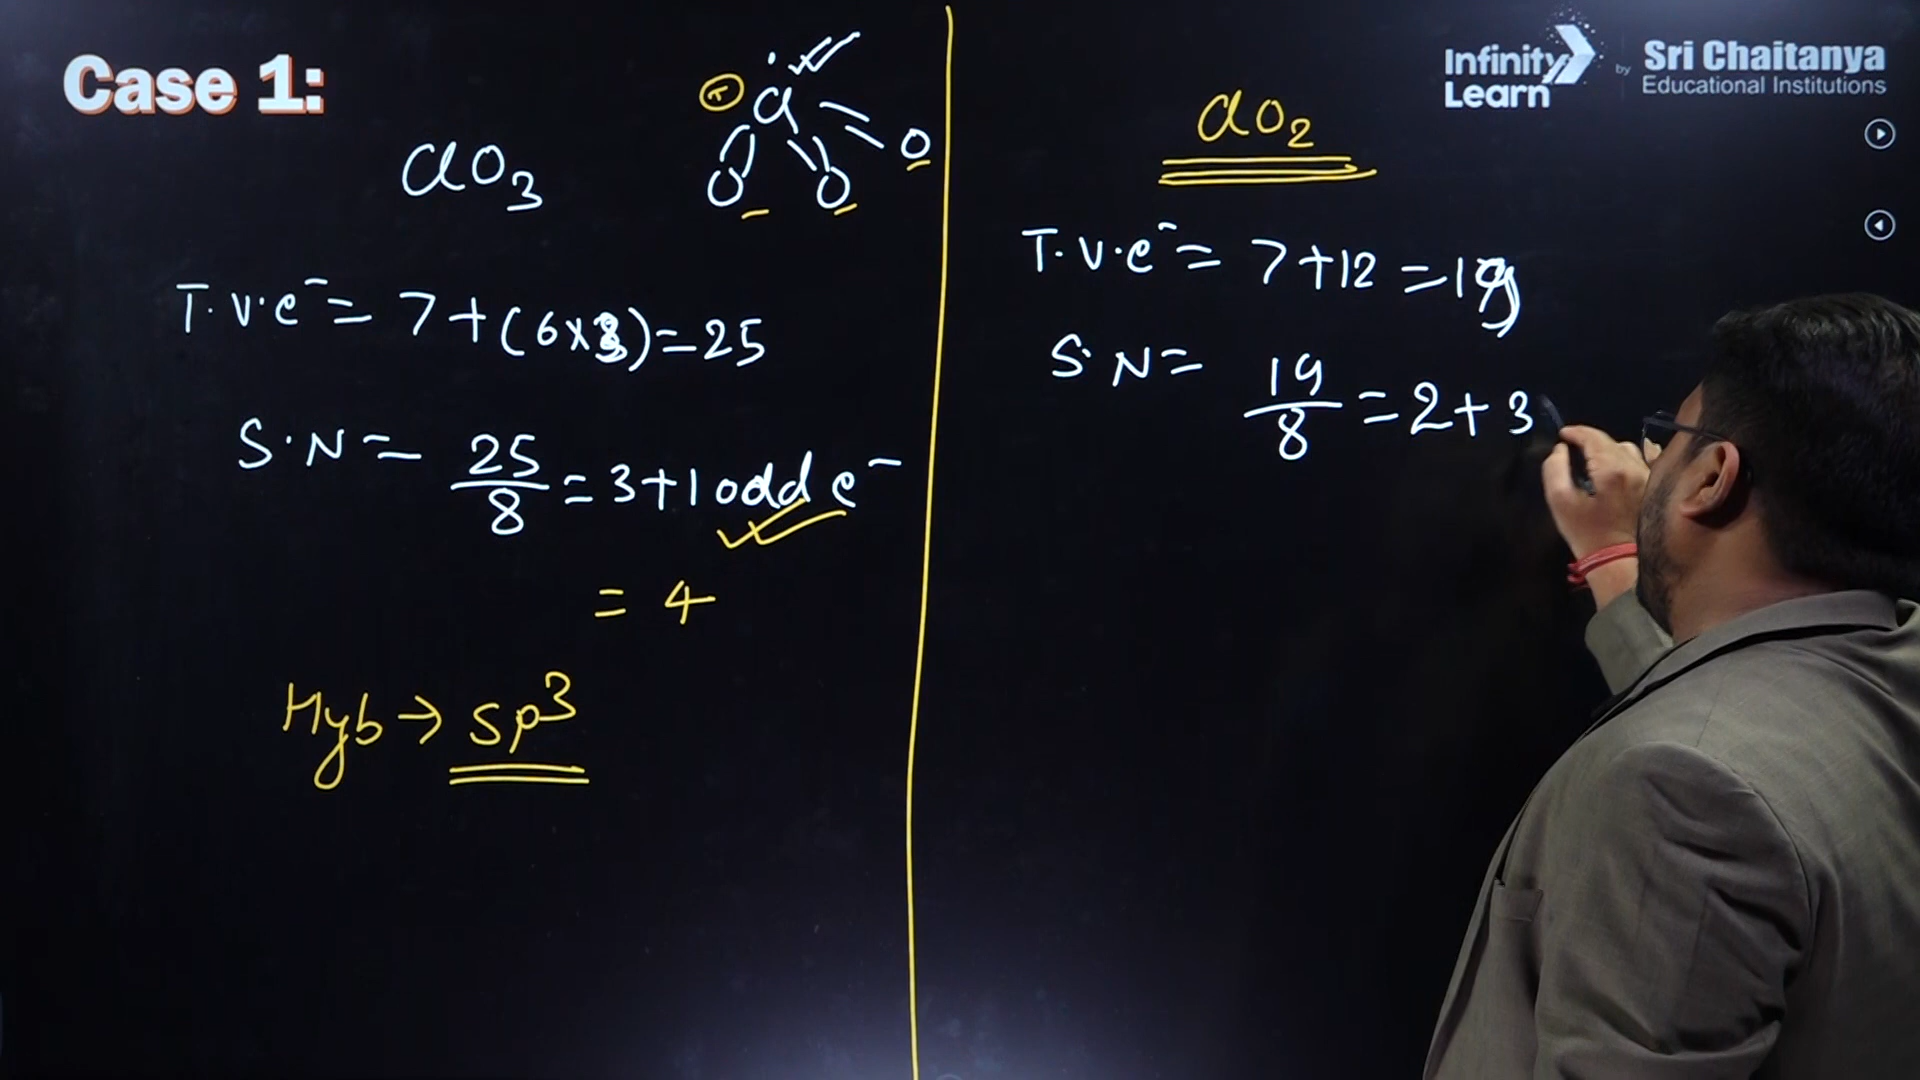 Case 1:
Infinity Learn by Sri Chaitanya Educational Institutions
ClO3
Cl
O O O
T.V.e⁻ = 7 + (6×3) = 25
S.N = 25/8 = 3 + 1 odd e⁻
= 4
Hyb → sp³
ClO2
T.V.e⁻ = 7 + 12 = 19
S.N = 19/8 = 2 + 3